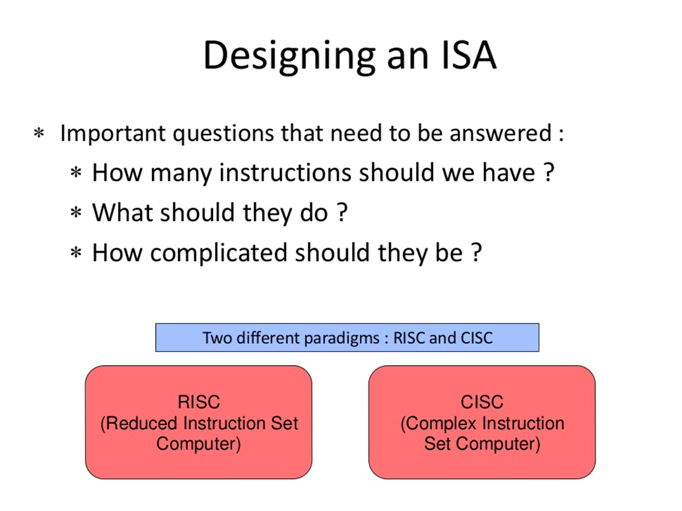 Designing an ISA
* Important questions that need to be answered :
* How many instructions should we have ?
* What should they do ?
* How complicated should they be ?
Two different paradigms : RISC and CISC
RISC
(Reduced Instruction Set
Computer)
CISC
(Complex Instruction
Set Computer)